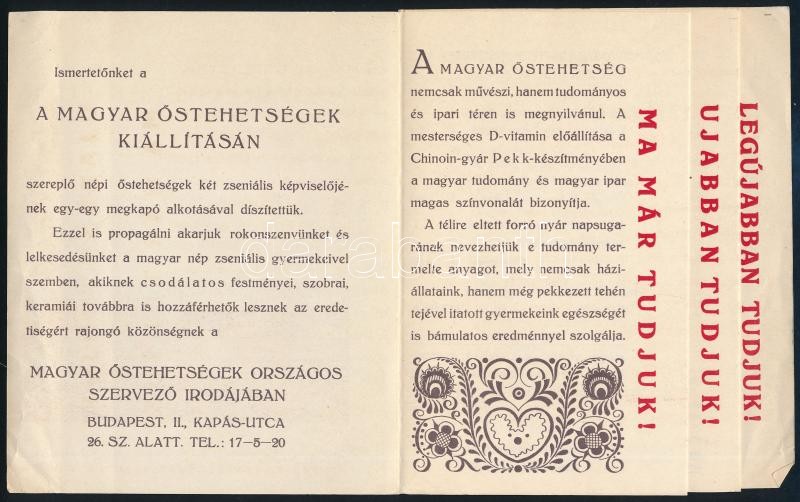 Ismertetőnket a
A MAGYAR ŐSTEHETSÉGEK
KIÁLLÍTÁSÁN
szereplő népi őstehetségek két zseniális képviselőjé-
nek egy-egy megkapó alkotásával díszítettük.
Ezzel is propagálni akarjuk rokonszenvünket és
lelkesedésünket a magyar nép zseniális gyermekeivel
szemben, akiknek csodálatos festményei, szobrai,
keramiái továbbra is hozzáférhetők lesznek az erede-
tiségért rajongó közönségnek a
MAGYAR ŐSTEHETSÉGEK ORSZÁGOS
SZERVEZŐ IRODÁJÁBAN
BUDAPEST, II., KAPÁS-UTCA
26. SZ. ALATT. TEL.: 17-5-20
A MAGYAR ŐSTEHETSÉG
nemcsak művészi, hanem tudományos
és ipari téren is megnyilvánul. A
mesterséges D-vitamin előállítása a
Chinoin-gyár Pekk-készítményében
a magyar tudomány és magyar ipar
magas színvonalát bizonyítja.
A télire eltett forró nyár napsuga-
rának nevezhetjük e tudomány ter-
melte anyagot, mely nemcsak házi-
állataink, hanem még pekkezett tehén
tejével itatott gyermekeink egészségét
is bámulatos eredménnyel szolgálja.
MA MÁR TUDJUK!
UJABBAN TUDJUK!
LEGÚJABBAN TUDJUK!
darabanth